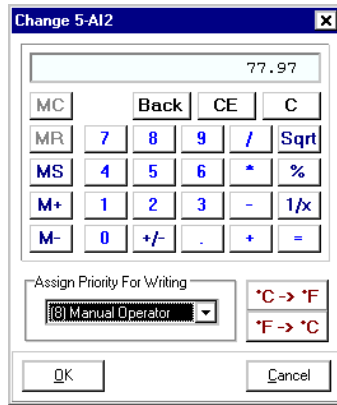 Change 5-AI2
77.97
MC Back CE C
MR 7 8 9 / Sqrt
MS 4 5 6 * %
M+ 1 2 3 - 1/x
M- 0 +/- . + =
Assign Priority For Writing
(8) Manual Operator
°C -> °F
°F -> °C
OK Cancel